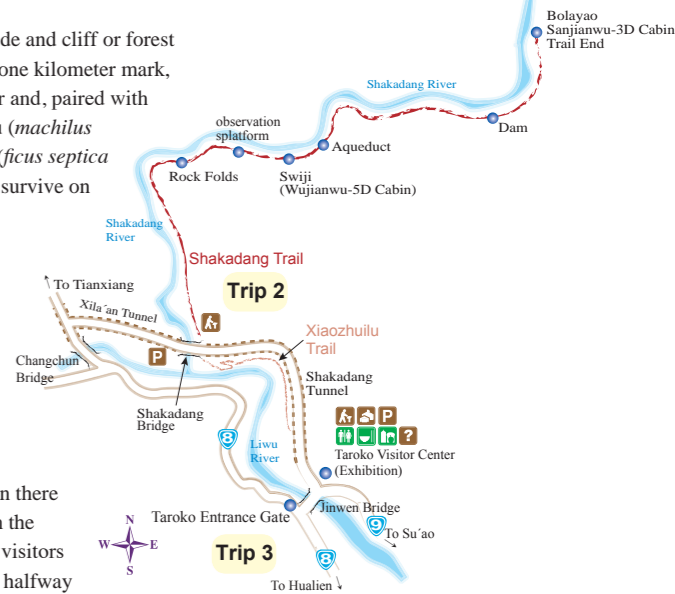 de and cliff or forest
one kilometer mark,
r and, paired with
(machilus
(ficus septica
survive on
n there
n the
visitors
halfway
Bolayao
Sanjianwu-3D Cabin
Trail End
Shakadang River
Dam
observation
splatform
Aqueduct
Rock Folds
Swiji
(Wujianwu-5D Cabin)
Shakadang
River
Shakadang Trail
Trip 2
To Tianxiang
Xila´an Tunnel
Xiaozhuilu
Trail
P
Changchun
Bridge
Shakadang
Bridge
Shakadang
Tunnel
8
P
?
Liwu
River
Taroko Visitor Center
(Exhibition)
Jinwen Bridge
Taroko Entrance Gate
9
To Su´ao
Trip 3
8
To Hualien
N
W E
S